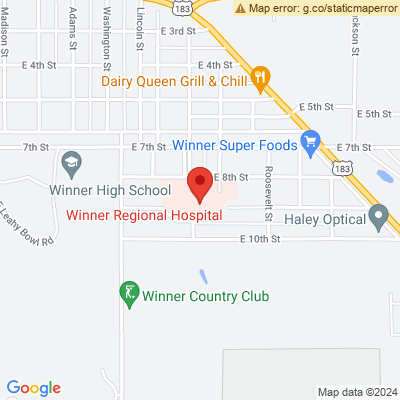 Map error: g.co/staticmaperror
183
Madison St
Adams St
Washington St
Lincoln St
E 3rd St
E 4th St
E 4th St
Dairy Queen Grill & Chill
E 5th St
E 5th St
7th St
E 7th St
Winner Super Foods
E 7th St
183
Winner High School
E 8th St
Roosevelt St
Winner Regional Hospital
Haley Optical
E Leahy Bowl Rd
E 10th St
Winner Country Club
Google
Map data ©2024